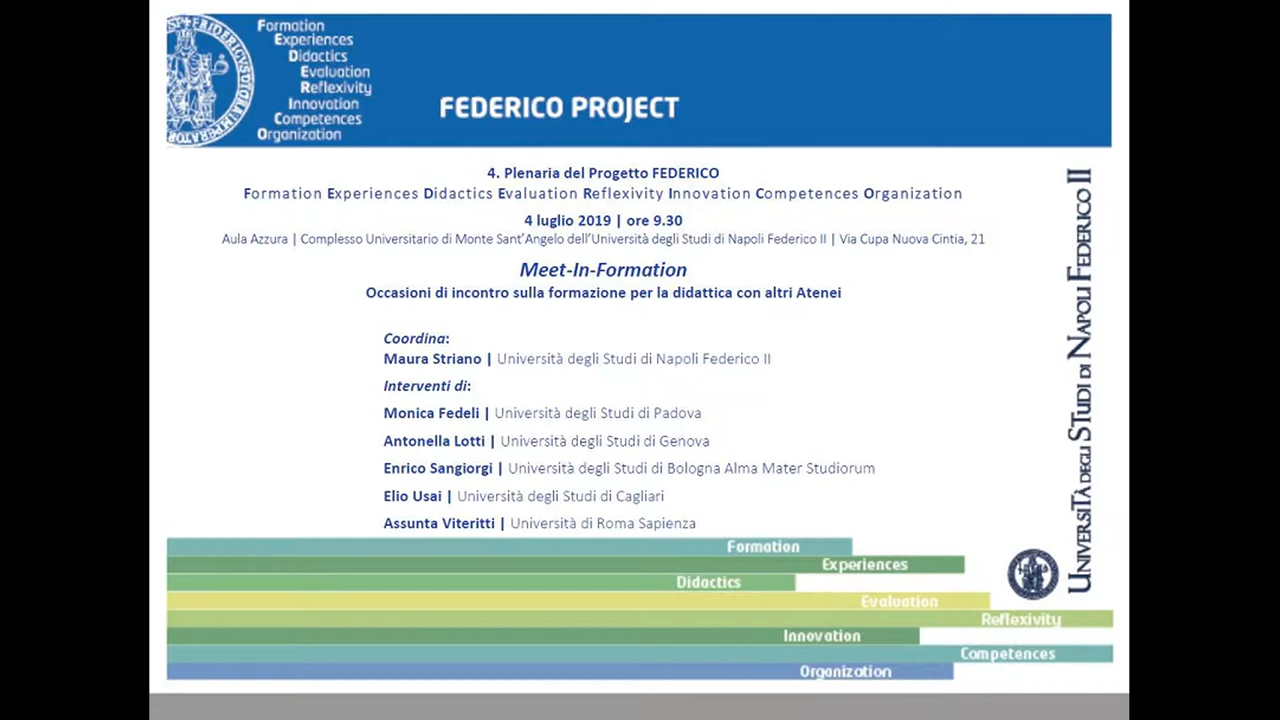 Formation
Experiences
Didactics
Evaluation
Reflexivity
Innovation
Competences
Organization
FEDERICO PROJECT
4. Plenaria del Progetto FEDERICO
Formation Experiences Didactics Evaluation Reflexivity Innovation Competences Organization
4 luglio 2019 | ore 9.30
Aula Azzura | Complesso Universitario di Monte Sant'Angelo dell'Università degli Studi di Napoli Federico II | Via Cupa Nuova Cintia, 21
Meet-In-Formation
Occasioni di incontro sulla formazione per la didattica con altri Atenei
Coordina:
Maura Striano | Università degli Studi di Napoli Federico II
Interventi di:
Monica Fedeli | Università degli Studi di Padova
Antonella Lotti | Università degli Studi di Genova
Enrico Sangiorgi | Università degli Studi di Bologna Alma Mater Studiorum
Elio Usai | Università degli Studi di Cagliari
Assunta Viteritti | Università di Roma Sapienza
Formation
Experiences
Didactics
Evaluation
Reflexivity
Innovation
Competences
Organization
UNIVERSITÀ DEGLI STUDI DI NAPOLI FEDERICO II